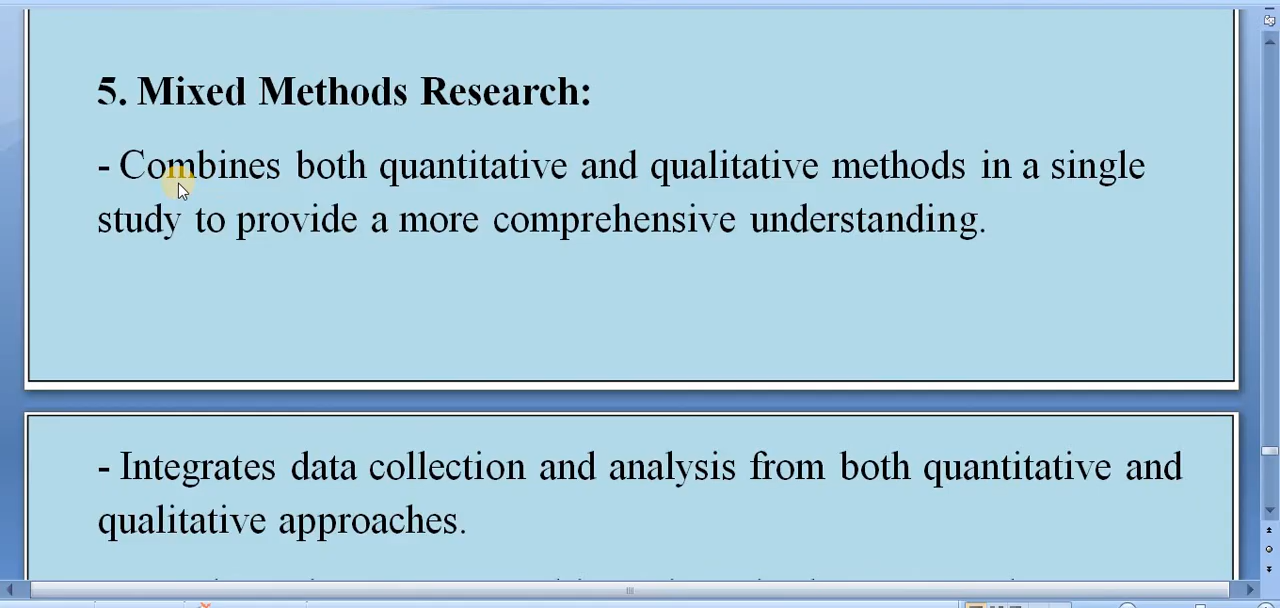 5. Mixed Methods Research:
- Combines both quantitative and qualitative methods in a single
study to provide a more comprehensive understanding.
- Integrates data collection and analysis from both quantitative and
qualitative approaches.